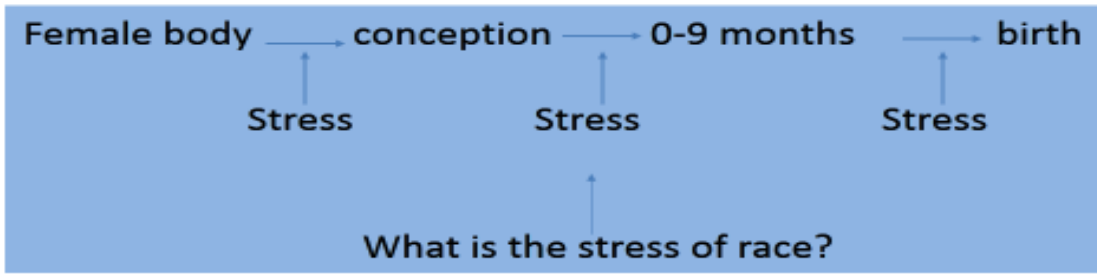 Female body conception 0-9 months birth
Stress Stress Stress
What is the stress of race?